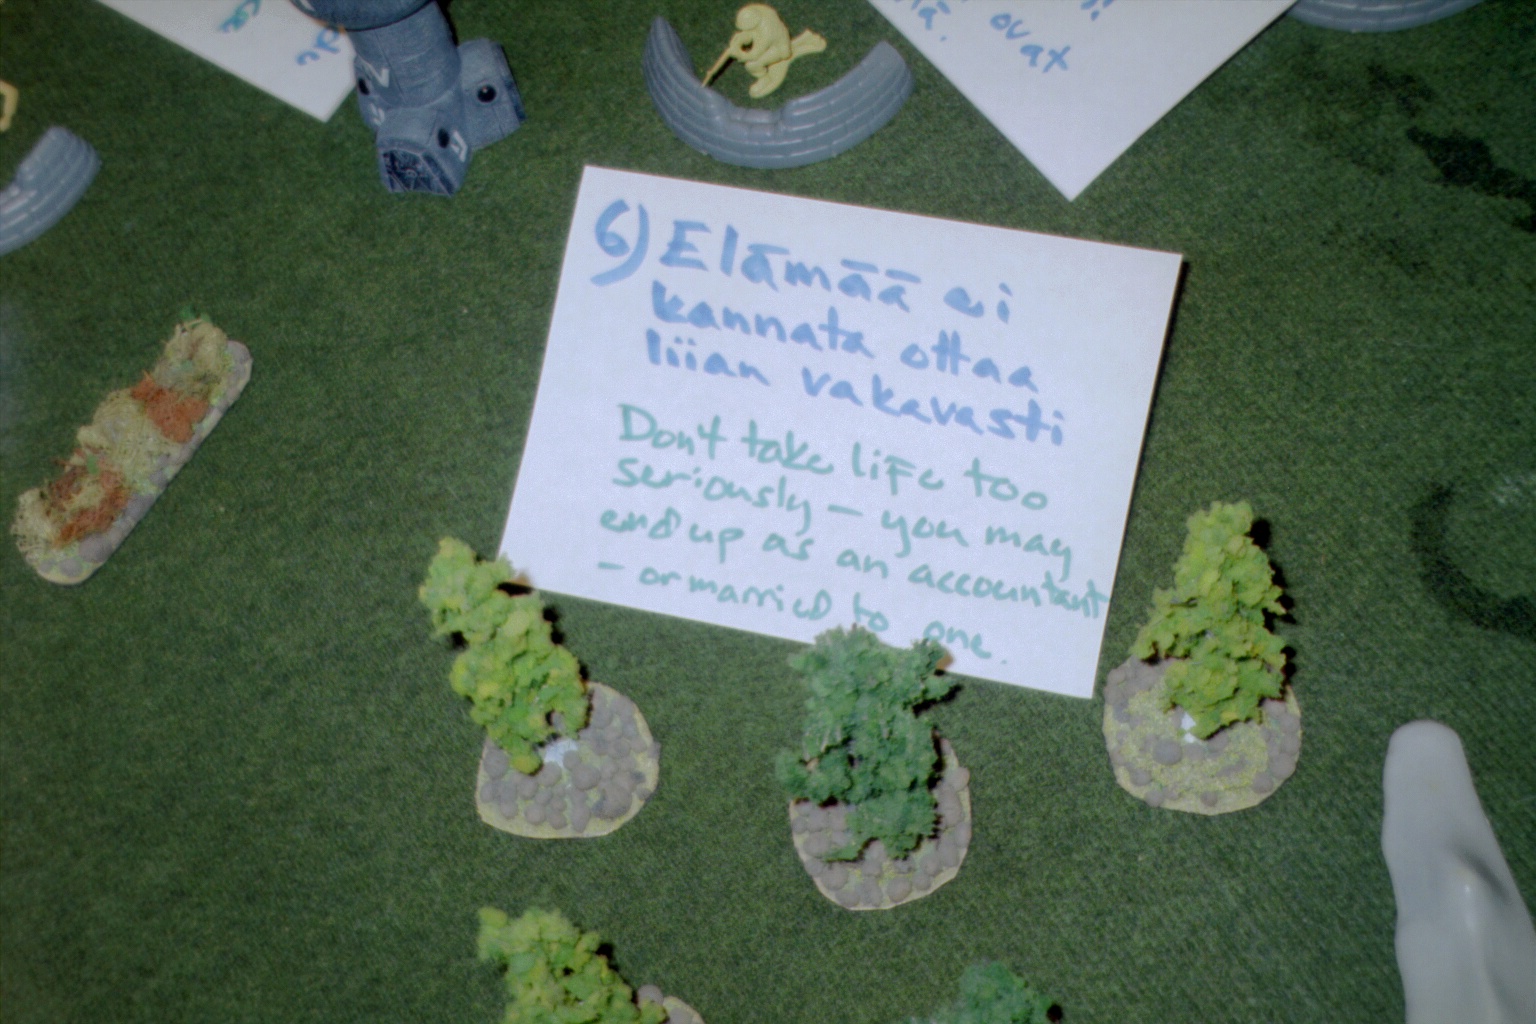 ovat
6) Elämää ei
kannata ottaa
liian vakavasti
Don't take life too
seriously – you may
end up as an accountant
– or married to one.